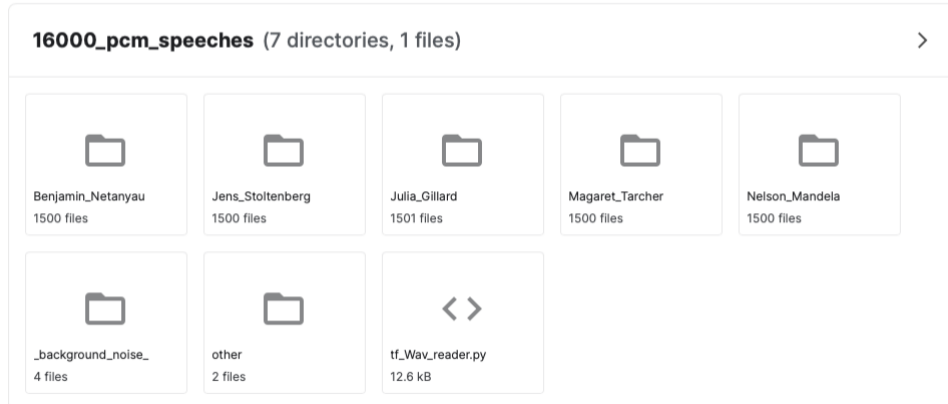 16000_pcm_speeches (7 directories, 1 files)
Benjamin_Netanyau
1500 files
Jens_Stoltenberg
1500 files
Julia_Gillard
1501 files
Magaret_Tarcher
1500 files
Nelson_Mandela
1500 files
_background_noise_
4 files
other
2 files
tf_Wav_reader.py
12.6 kB